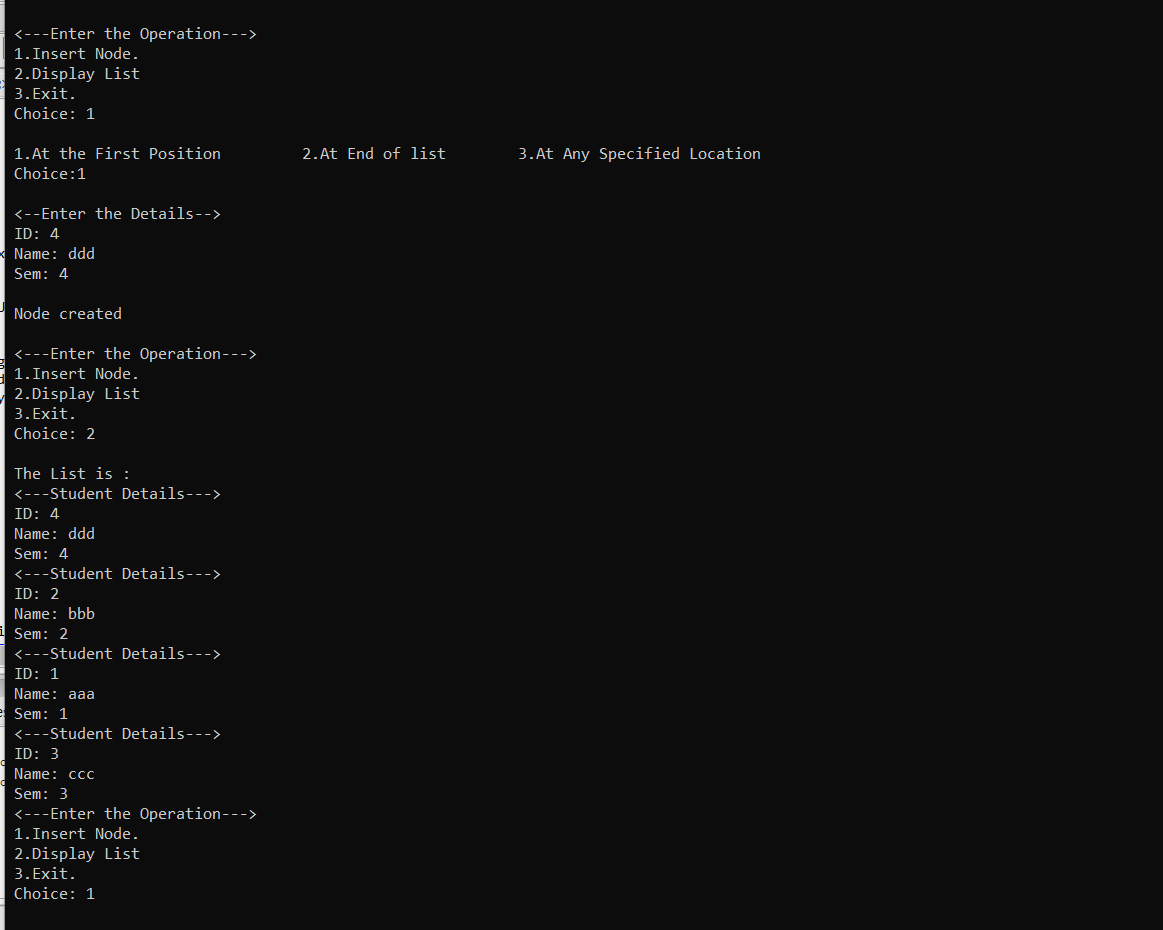 <---Enter the Operation--->
1.Insert Node.
2.Display List
3.Exit.
Choice: 1
1.At the First Position 2.At End of list 3.At Any Specified Location
Choice:1
<--Enter the Details-->
ID: 4
Name: ddd
Sem: 4
Node created
<---Enter the Operation--->
1.Insert Node.
2.Display List
3.Exit.
Choice: 2
The List is :
<---Student Details--->
ID: 4
Name: ddd
Sem: 4
<---Student Details--->
ID: 2
Name: bbb
Sem: 2
<---Student Details--->
ID: 1
Name: aaa
Sem: 1
<---Student Details--->
ID: 3
Name: ccc
Sem: 3
<---Enter the Operation--->
1.Insert Node.
2.Display List
3.Exit.
Choice: 1